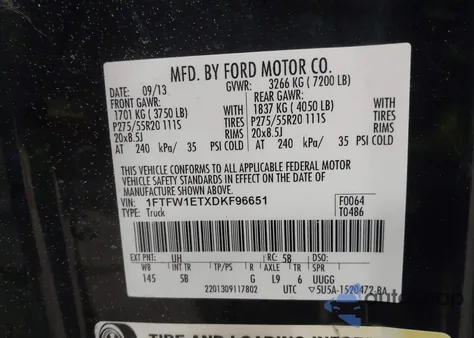 MFD. BY FORD MOTOR CO.
09/13 GVWR: 3266 KG ( 7200 LB)
FRONT GAWR: REAR GAWR:
1701 KG ( 3750 LB) WITH 1837 KG ( 4050 LB) WITH
P275/55R20 111S TIRES P275/55R20 111S TIRES
20x8.5J RIMS 20x8.5J RIMS
AT 240 kPa/ 35 PSI COLD AT 240 kPa/ 35 PSI COLD
THIS VEHICLE CONFORMS TO ALL APPLICABLE FEDERAL MOTOR
VEHICLE SAFETY STANDARDS IN EFFECT ON THE DATE OF
MANUFACTURE SHOWN ABOVE.
VIN: 1FTFW1ETXDKF96651 F0064
TYPE: Truck T0486
EXT PNT: UH RC: 5B DSO:
WB INT TR TP/PS R AXLE TR SPR
145 5B G L9 6 UUGG
2201309117802 UTC 5U5A-1520472-BA
TIRE AND LOADING